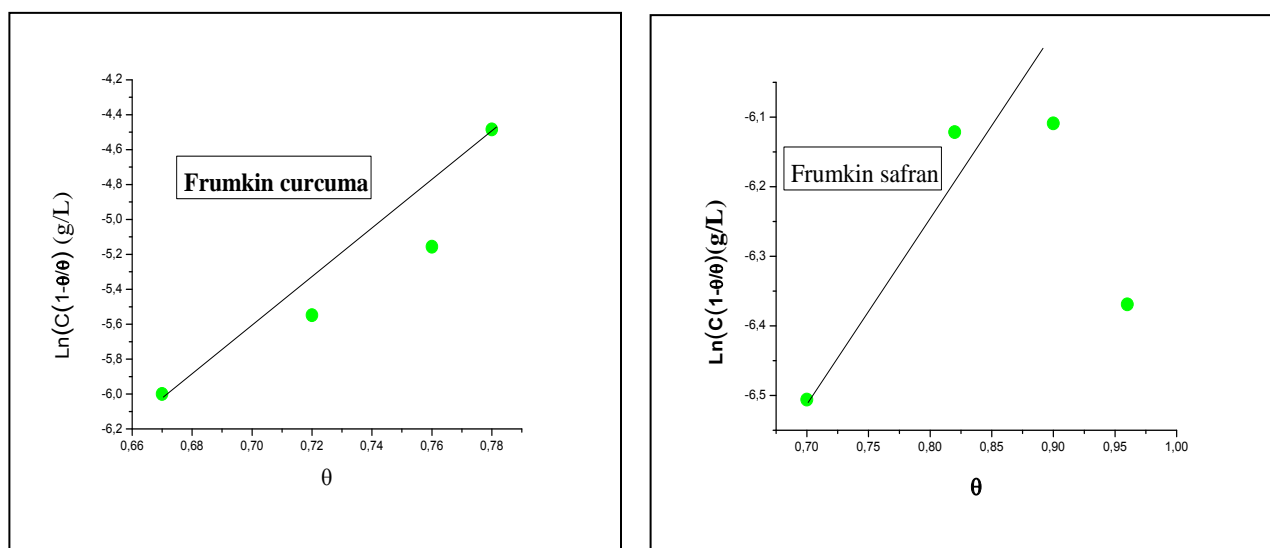 -4,2
-4,4
-4,6
-4,8
-5,0
-5,2
-5,4
-5,6
-5,8
-6,0
-6,2
Ln(C(1-θ/θ) (g/L)
Frumkin curcuma
0,66 0,68 0,70 0,72 0,74 0,76 0,78
θ
-6,1
-6,2
-6,3
-6,4
-6,5
Ln(C(1-θ/θ)(g/L)
Frumkin safran
0,70 0,75 0,80 0,85 0,90 0,95 1,00
θ